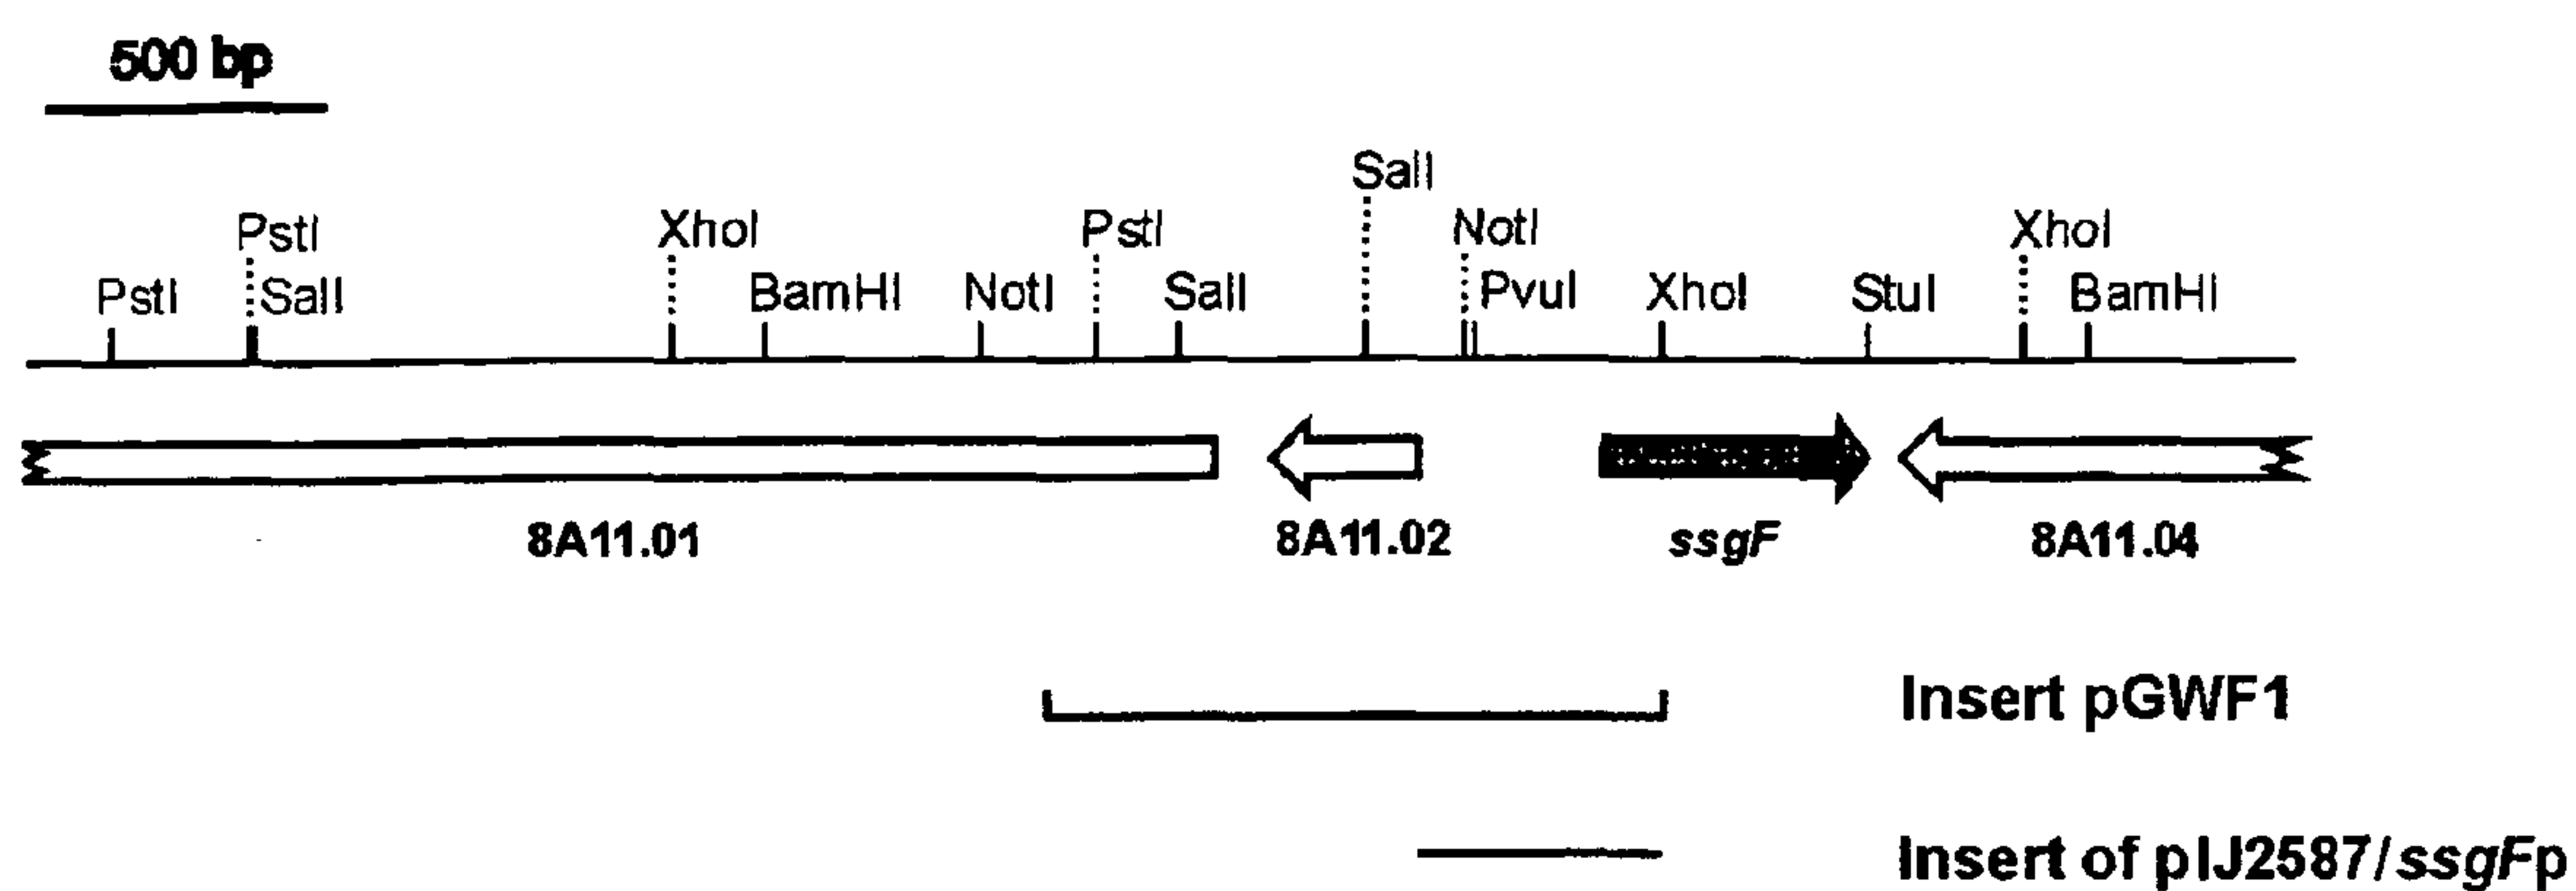 500 bp
SalI
PstI XhoI PstI NotI XhoI
PstI SalI BamHI NotI SalI PvuI XhoI StuI BamHI
8A11.01 8A11.02 ssgF 8A11.04
Insert pGWF1
Insert of pIJ2587/ssgFp